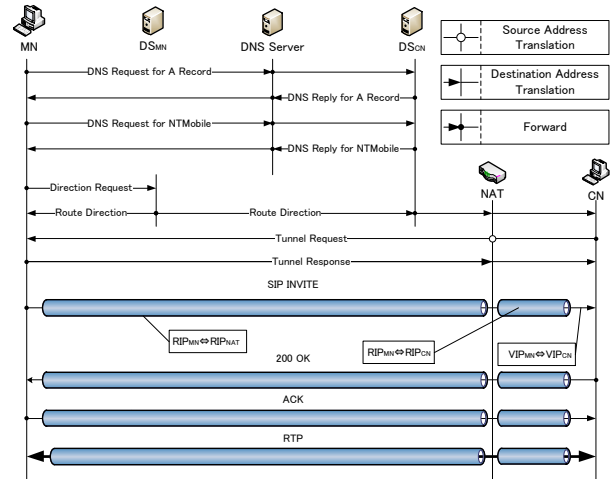 MN
DSMN
DNS Server
DSCN
Source Address
Translation
Destination Address
Translation
Forward
DNS Request for A Record
DNS Reply for A Record
DNS Request for NTMobile
DNS Reply for NTMobile
NAT
CN
Direction Request
Route Direction
Route Direction
Tunnel Request
Tunnel Response
SIP INVITE
RIPMN⇔RIPNAT
RIPMN⇔RIPCN
VIPMN⇔VIPCN
200 OK
ACK
RTP